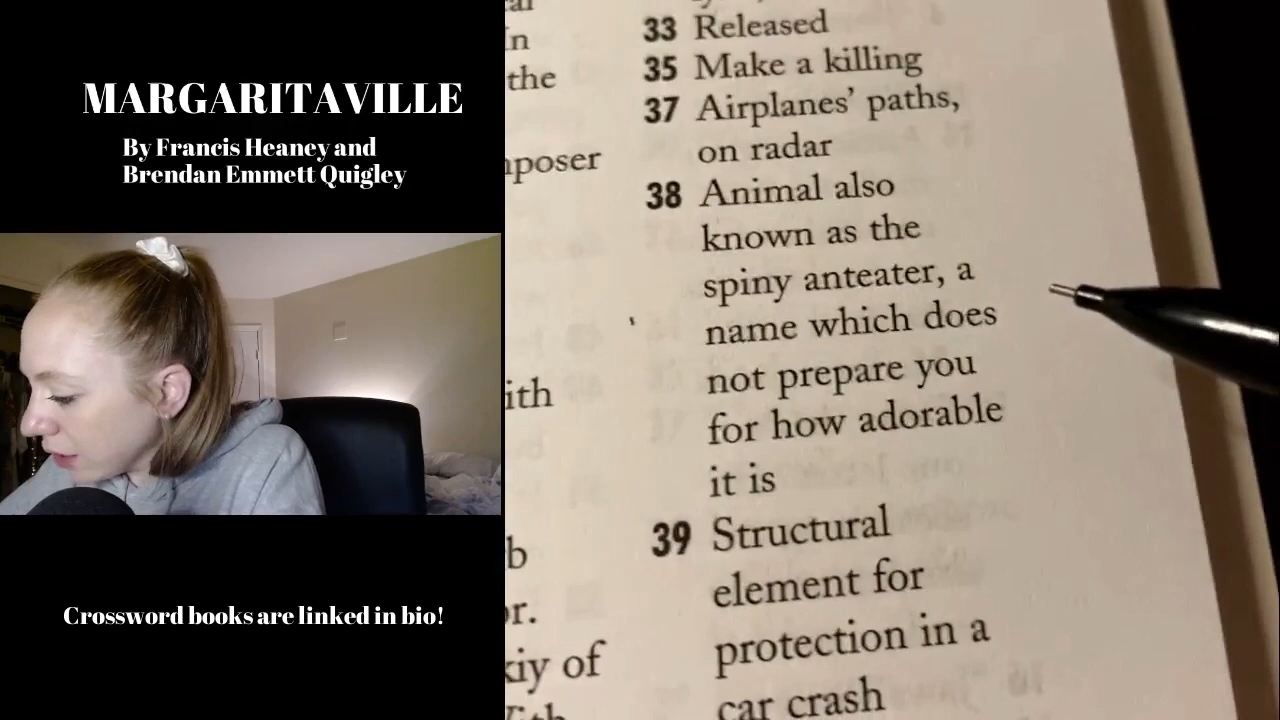 MARGARITAVILLE
By Francis Heaney and
Brendan Emmett Quigley
Crossword books are linked in bio!
In
the
ith
of
33 Released
35 Make a killing
37 Airplanes' paths,
on radar
38 Animal also
known as the
spiny anteater, a
name which does
not prepare you
for how adorable
it is
39 Structural
element for
protection in a
car crash